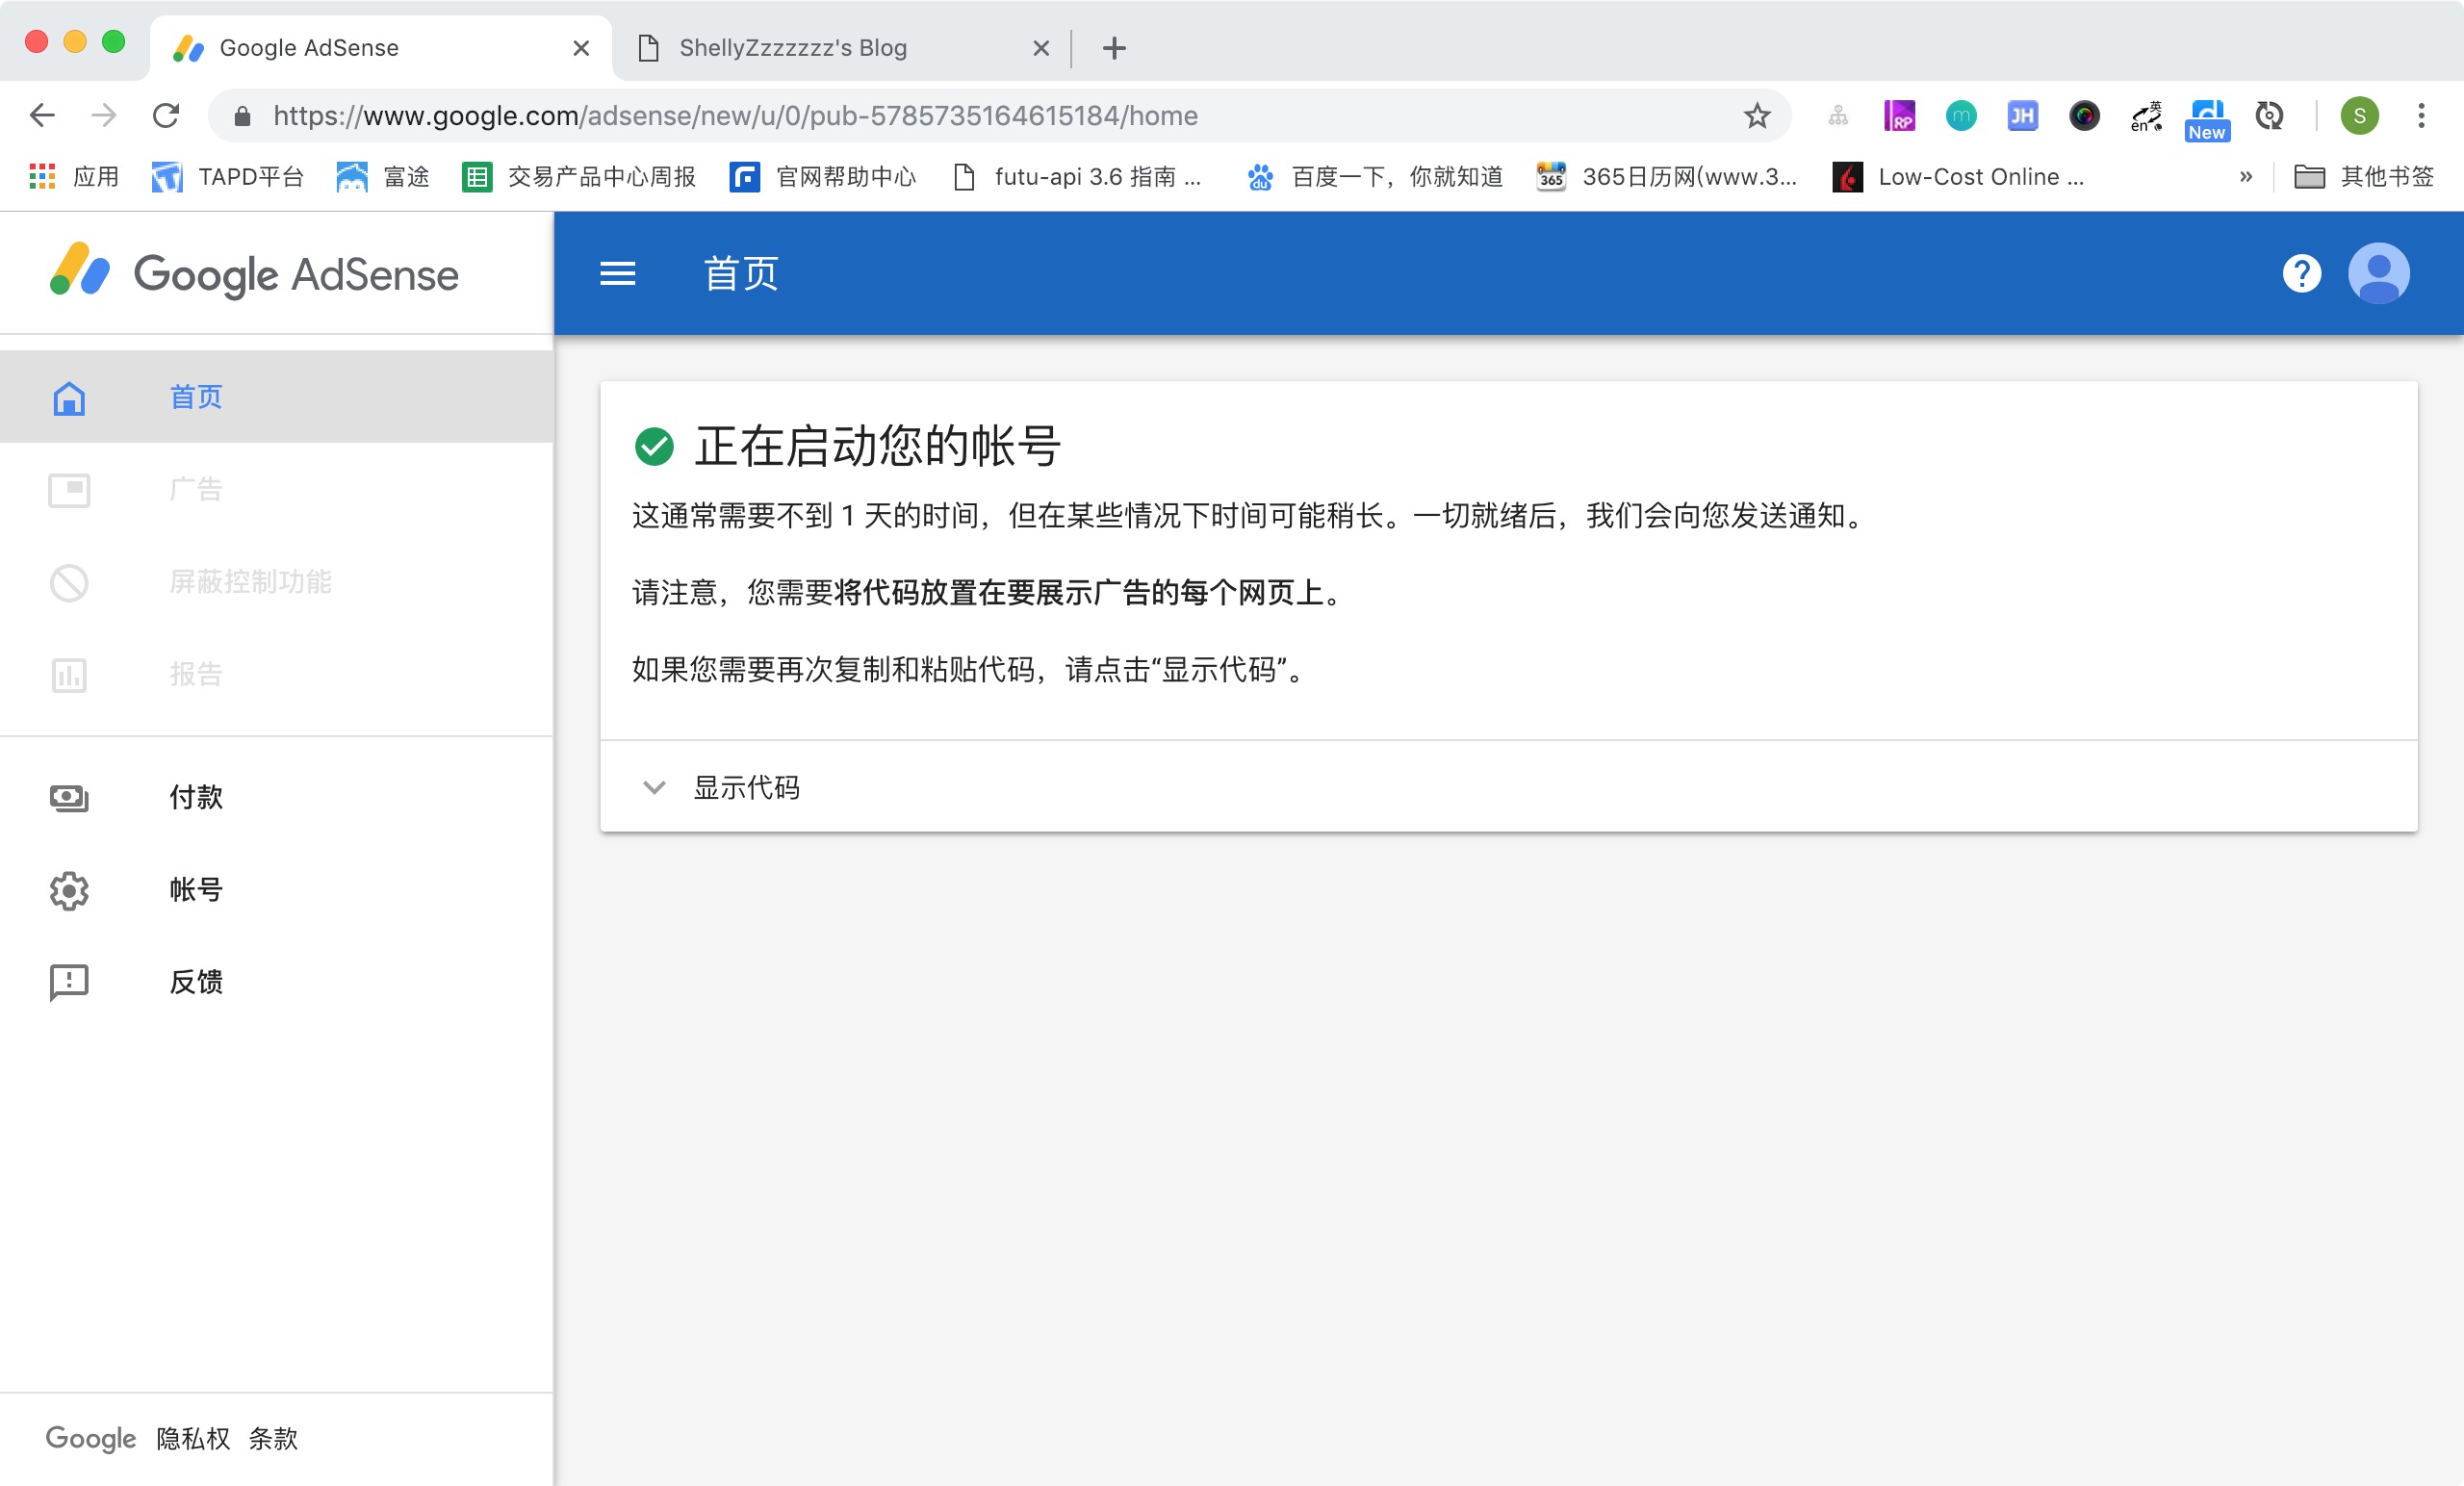 Google AdSense
ShellyZzzzzzz's Blog
https://www.google.com/adsense/new/u/0/pub-5785735164615184/home
RP
m
JH
英
en
New
S
应用
TAPD平台
富途
交易产品中心周报
官网帮助中心
futu-api 3.6 指南 ...
du
百度一下，你就知道
365
365日历网(www.3...
Low-Cost Online ...
»
其他书签
Google AdSense
首页
?
首页
广告
屏蔽控制功能
报告
付款
帐号
反馈
正在启动您的帐号
这通常需要不到 1 天的时间，但在某些情况下时间可能稍长。一切就绪后，我们会向您发送通知。
请注意，您需要将代码放置在要展示广告的每个网页上。
如果您需要再次复制和粘贴代码，请点击“显示代码”。
显示代码
Google 隐私权 条款